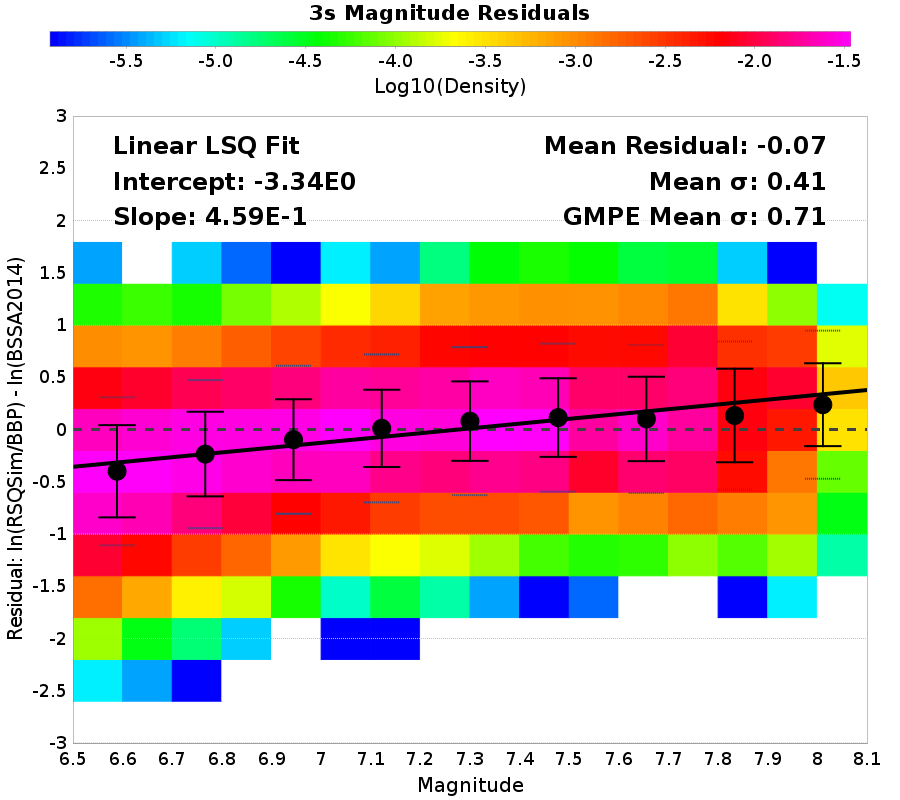 3s Magnitude Residuals
-5.5 -5.0 -4.5 -4.0 -3.5 -3.0 -2.5 -2.0 -1.5
Log10(Density)
Linear LSQ Fit
Intercept: -3.34E0
Slope: 4.59E-1
Mean Residual: -0.07
Mean σ: 0.41
GMPE Mean σ: 0.71
Residual: ln(RSQSim/BBP) - ln(BSSA2014)
3
2.5
2
1.5
1
0.5
0
-0.5
-1
-1.5
-2
-2.5
-3
6.5 6.6 6.7 6.8 6.9 7 7.1 7.2 7.3 7.4 7.5 7.6 7.7 7.8 7.9 8 8.1
Magnitude